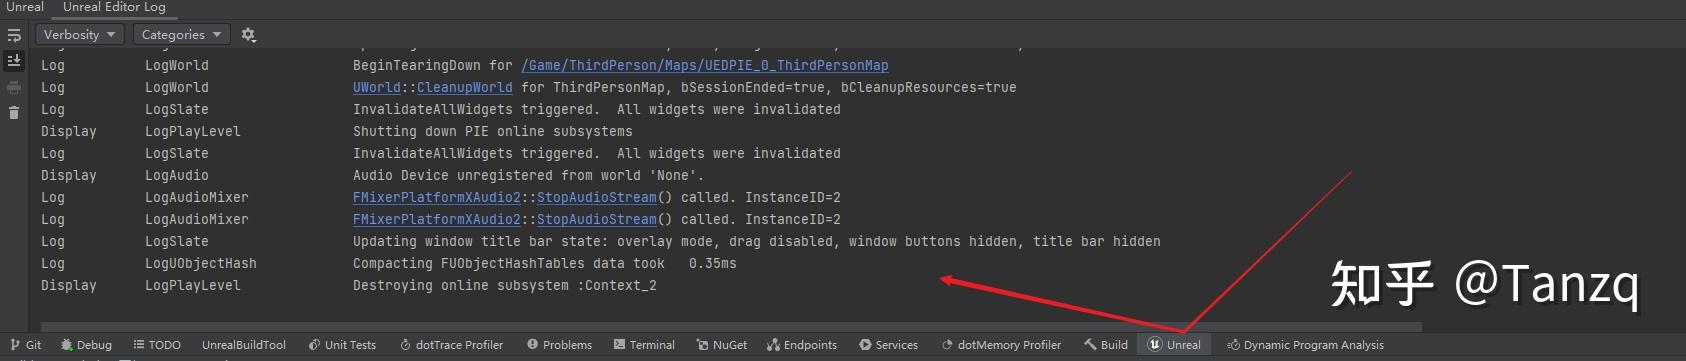 Unreal Unreal Editor Log
Verbosity Categories
Log LogWorld BeginTearingDown for /Game/ThirdPerson/Maps/UEDPIE_0_ThirdPersonMap
Log LogWorld UWorld::CleanupWorld for ThirdPersonMap, bSessionEnded=true, bCleanupResources=true
Log LogSlate InvalidateAllWidgets triggered.  All widgets were invalidated
Display LogPlayLevel Shutting down PIE online subsystems
Log LogSlate InvalidateAllWidgets triggered.  All widgets were invalidated
Display LogAudio Audio Device unregistered from world 'None'.
Log LogAudioMixer FMixerPlatformXAudio2::StopAudioStream() called. InstanceID=2
Log LogAudioMixer FMixerPlatformXAudio2::StopAudioStream() called. InstanceID=2
Log LogSlate Updating window title bar state: overlay mode, drag disabled, window buttons hidden, title bar hidden
Log LogUObjectHash Compacting FUObjectHashTables data took   0.35ms
Display LogPlayLevel Destroying online subsystem :Context_2
知乎 @Tanzq
Git Debug TODO UnrealBuildTool Unit Tests dotTrace Profiler Problems Terminal NuGet Endpoints Services dotMemory Profiler Build Unreal Dynamic Program Analysis